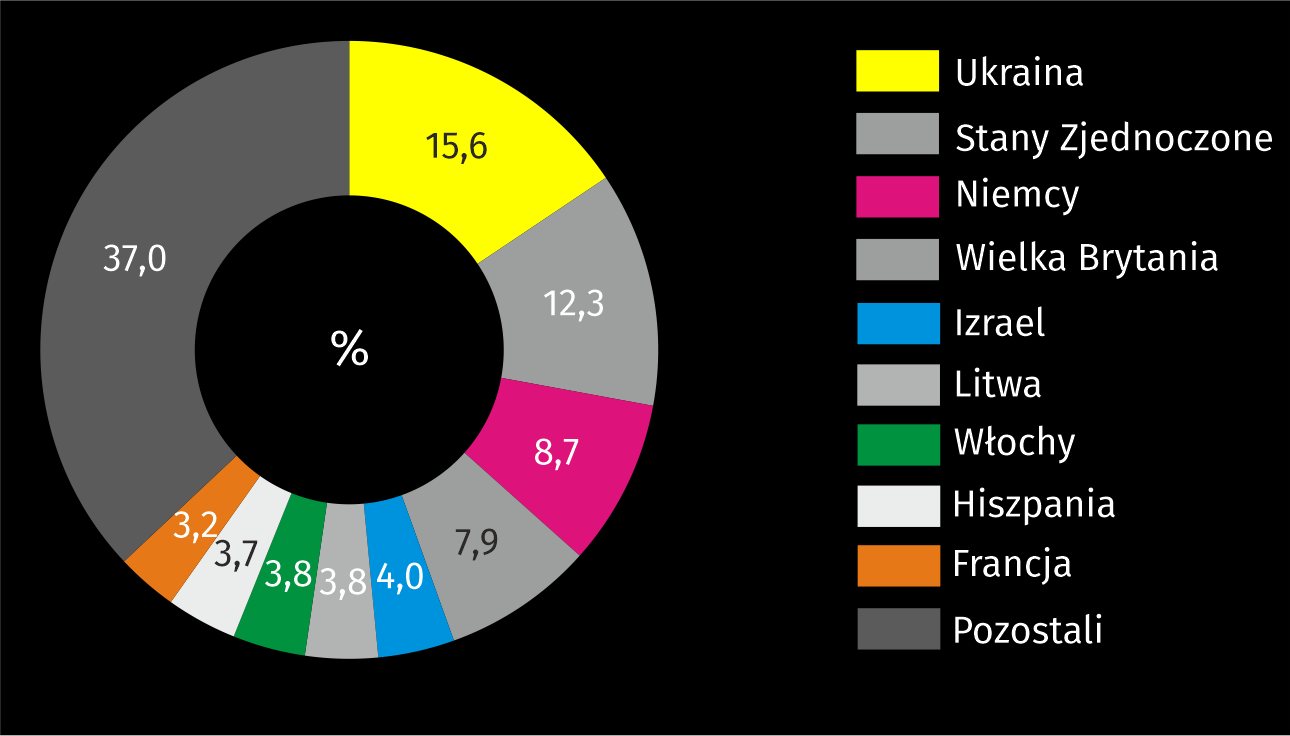 15,6
12,3
8,7
7,9
4,0
3,8
3,8
3,7
3,2
37,0
%
Ukraina
Stany Zjednoczone
Niemcy
Wielka Brytania
Izrael
Litwa
Włochy
Hiszpania
Francja
Pozostali